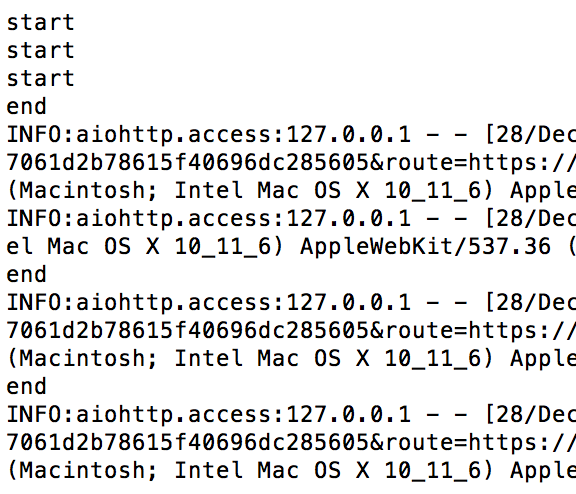 start
start
start
end
INFO:aiohttp.access:127.0.0.1 - - [28/Dec
7061d2b78615f40696dc285605&route=https://
(Macintosh; Intel Mac OS X 10_11_6) Apple
INFO:aiohttp.access:127.0.0.1 - - [28/Dec
el Mac OS X 10_11_6) AppleWebKit/537.36 (
end
INFO:aiohttp.access:127.0.0.1 - - [28/Dec
7061d2b78615f40696dc285605&route=https://
(Macintosh; Intel Mac OS X 10_11_6) Apple
end
INFO:aiohttp.access:127.0.0.1 - - [28/Dec
7061d2b78615f40696dc285605&route=https://
(Macintosh; Intel Mac OS X 10_11_6) Apple